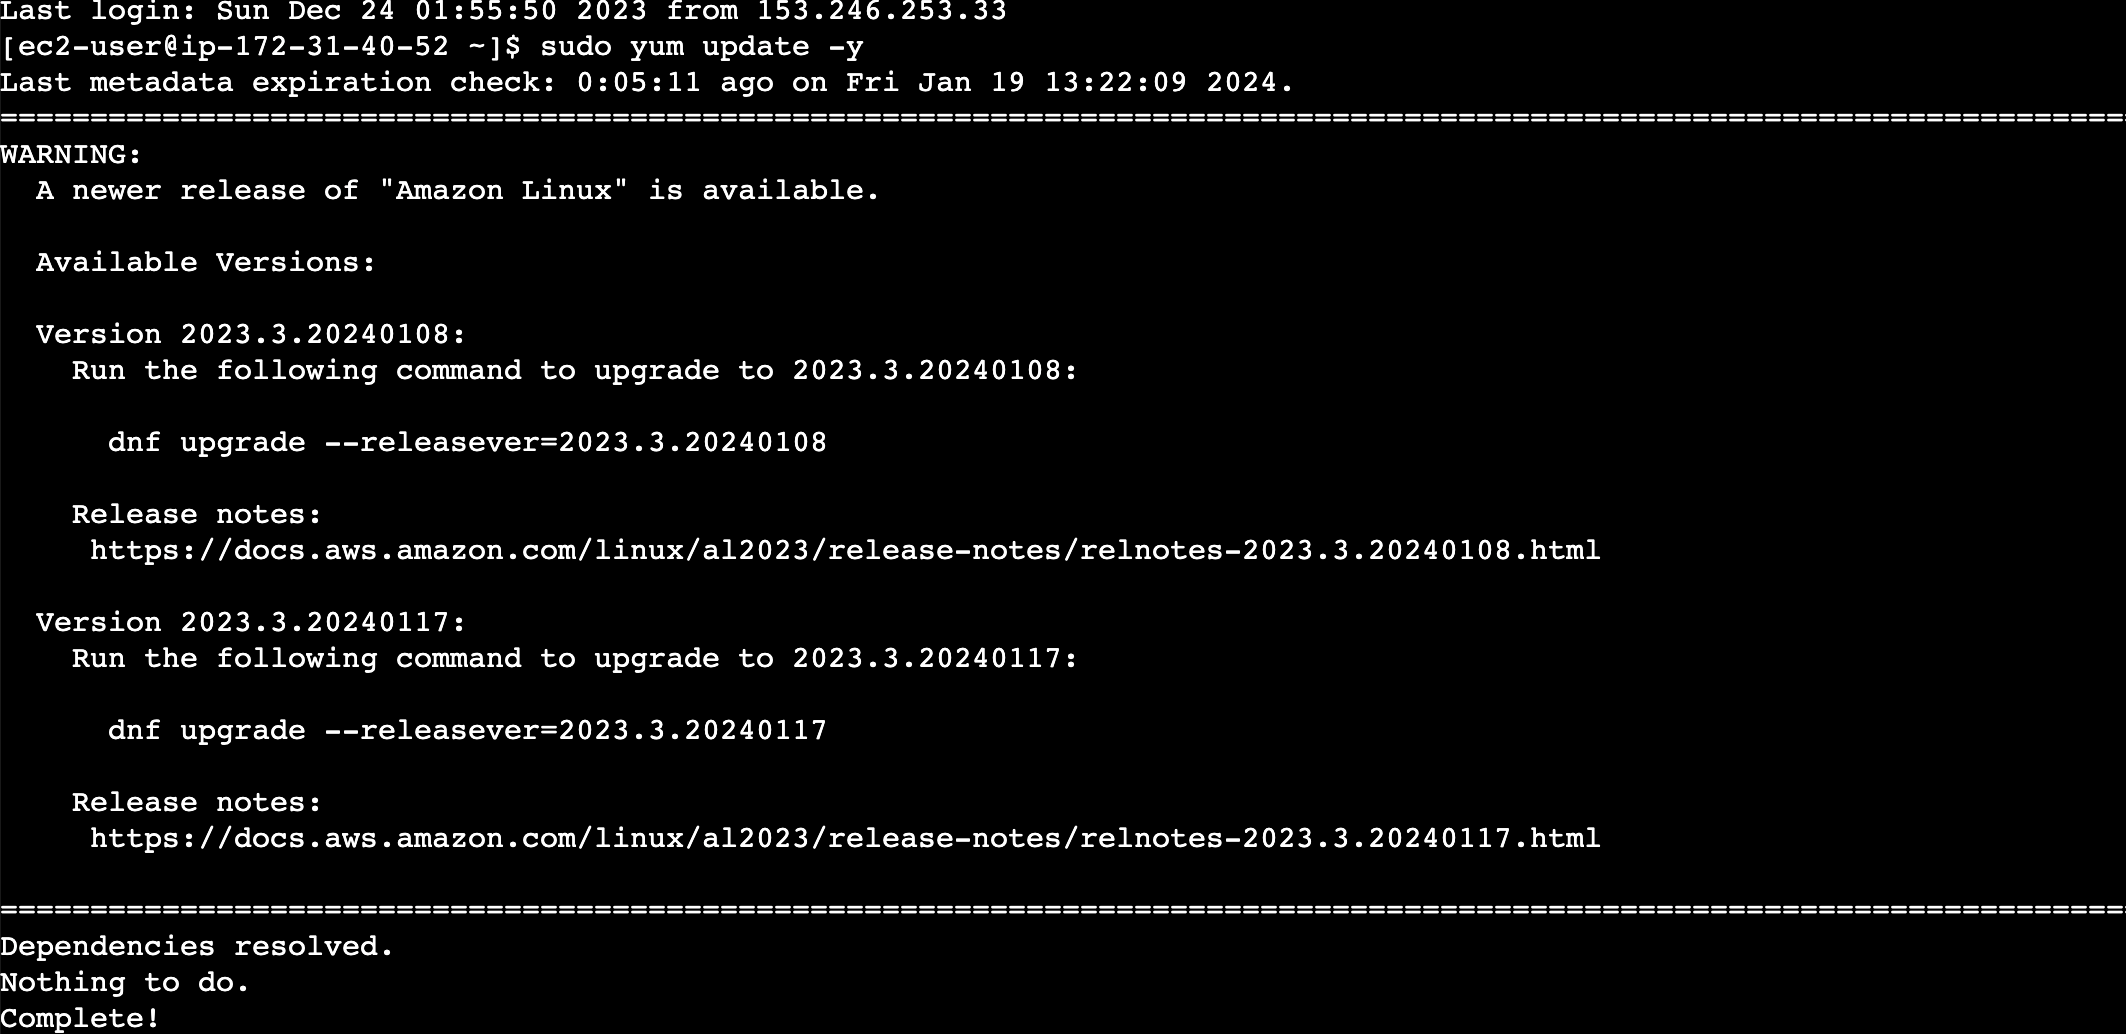 Last login: Sun Dec 24 01:55:50 2023 from 153.246.253.33
[ec2-user@ip-172-31-40-52 ~]$ sudo yum update -y
Last metadata expiration check: 0:05:11 ago on Fri Jan 19 13:22:09 2024.
======================================================================================================================
WARNING:
  A newer release of "Amazon Linux" is available.

  Available Versions:

  Version 2023.3.20240108:
    Run the following command to upgrade to 2023.3.20240108:

      dnf upgrade --releasever=2023.3.20240108

    Release notes:
     https://docs.aws.amazon.com/linux/al2023/release-notes/relnotes-2023.3.20240108.html

  Version 2023.3.20240117:
    Run the following command to upgrade to 2023.3.20240117:

      dnf upgrade --releasever=2023.3.20240117

    Release notes:
     https://docs.aws.amazon.com/linux/al2023/release-notes/relnotes-2023.3.20240117.html

======================================================================================================================
Dependencies resolved.
Nothing to do.
Complete!